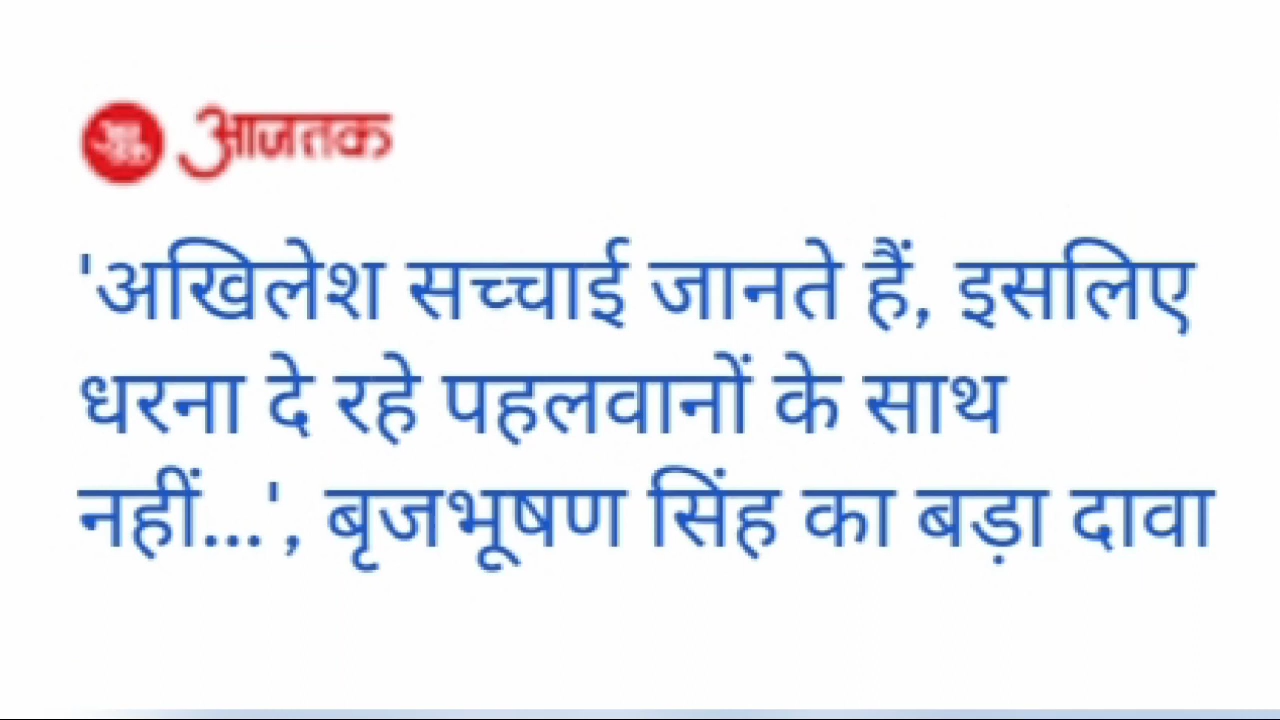 आजतक
'अखिलेश सच्चाई जानते हैं, इसलिए
धरना दे रहे पहलवानों के साथ
नहीं...', बृजभूषण सिंह का बड़ा दावा